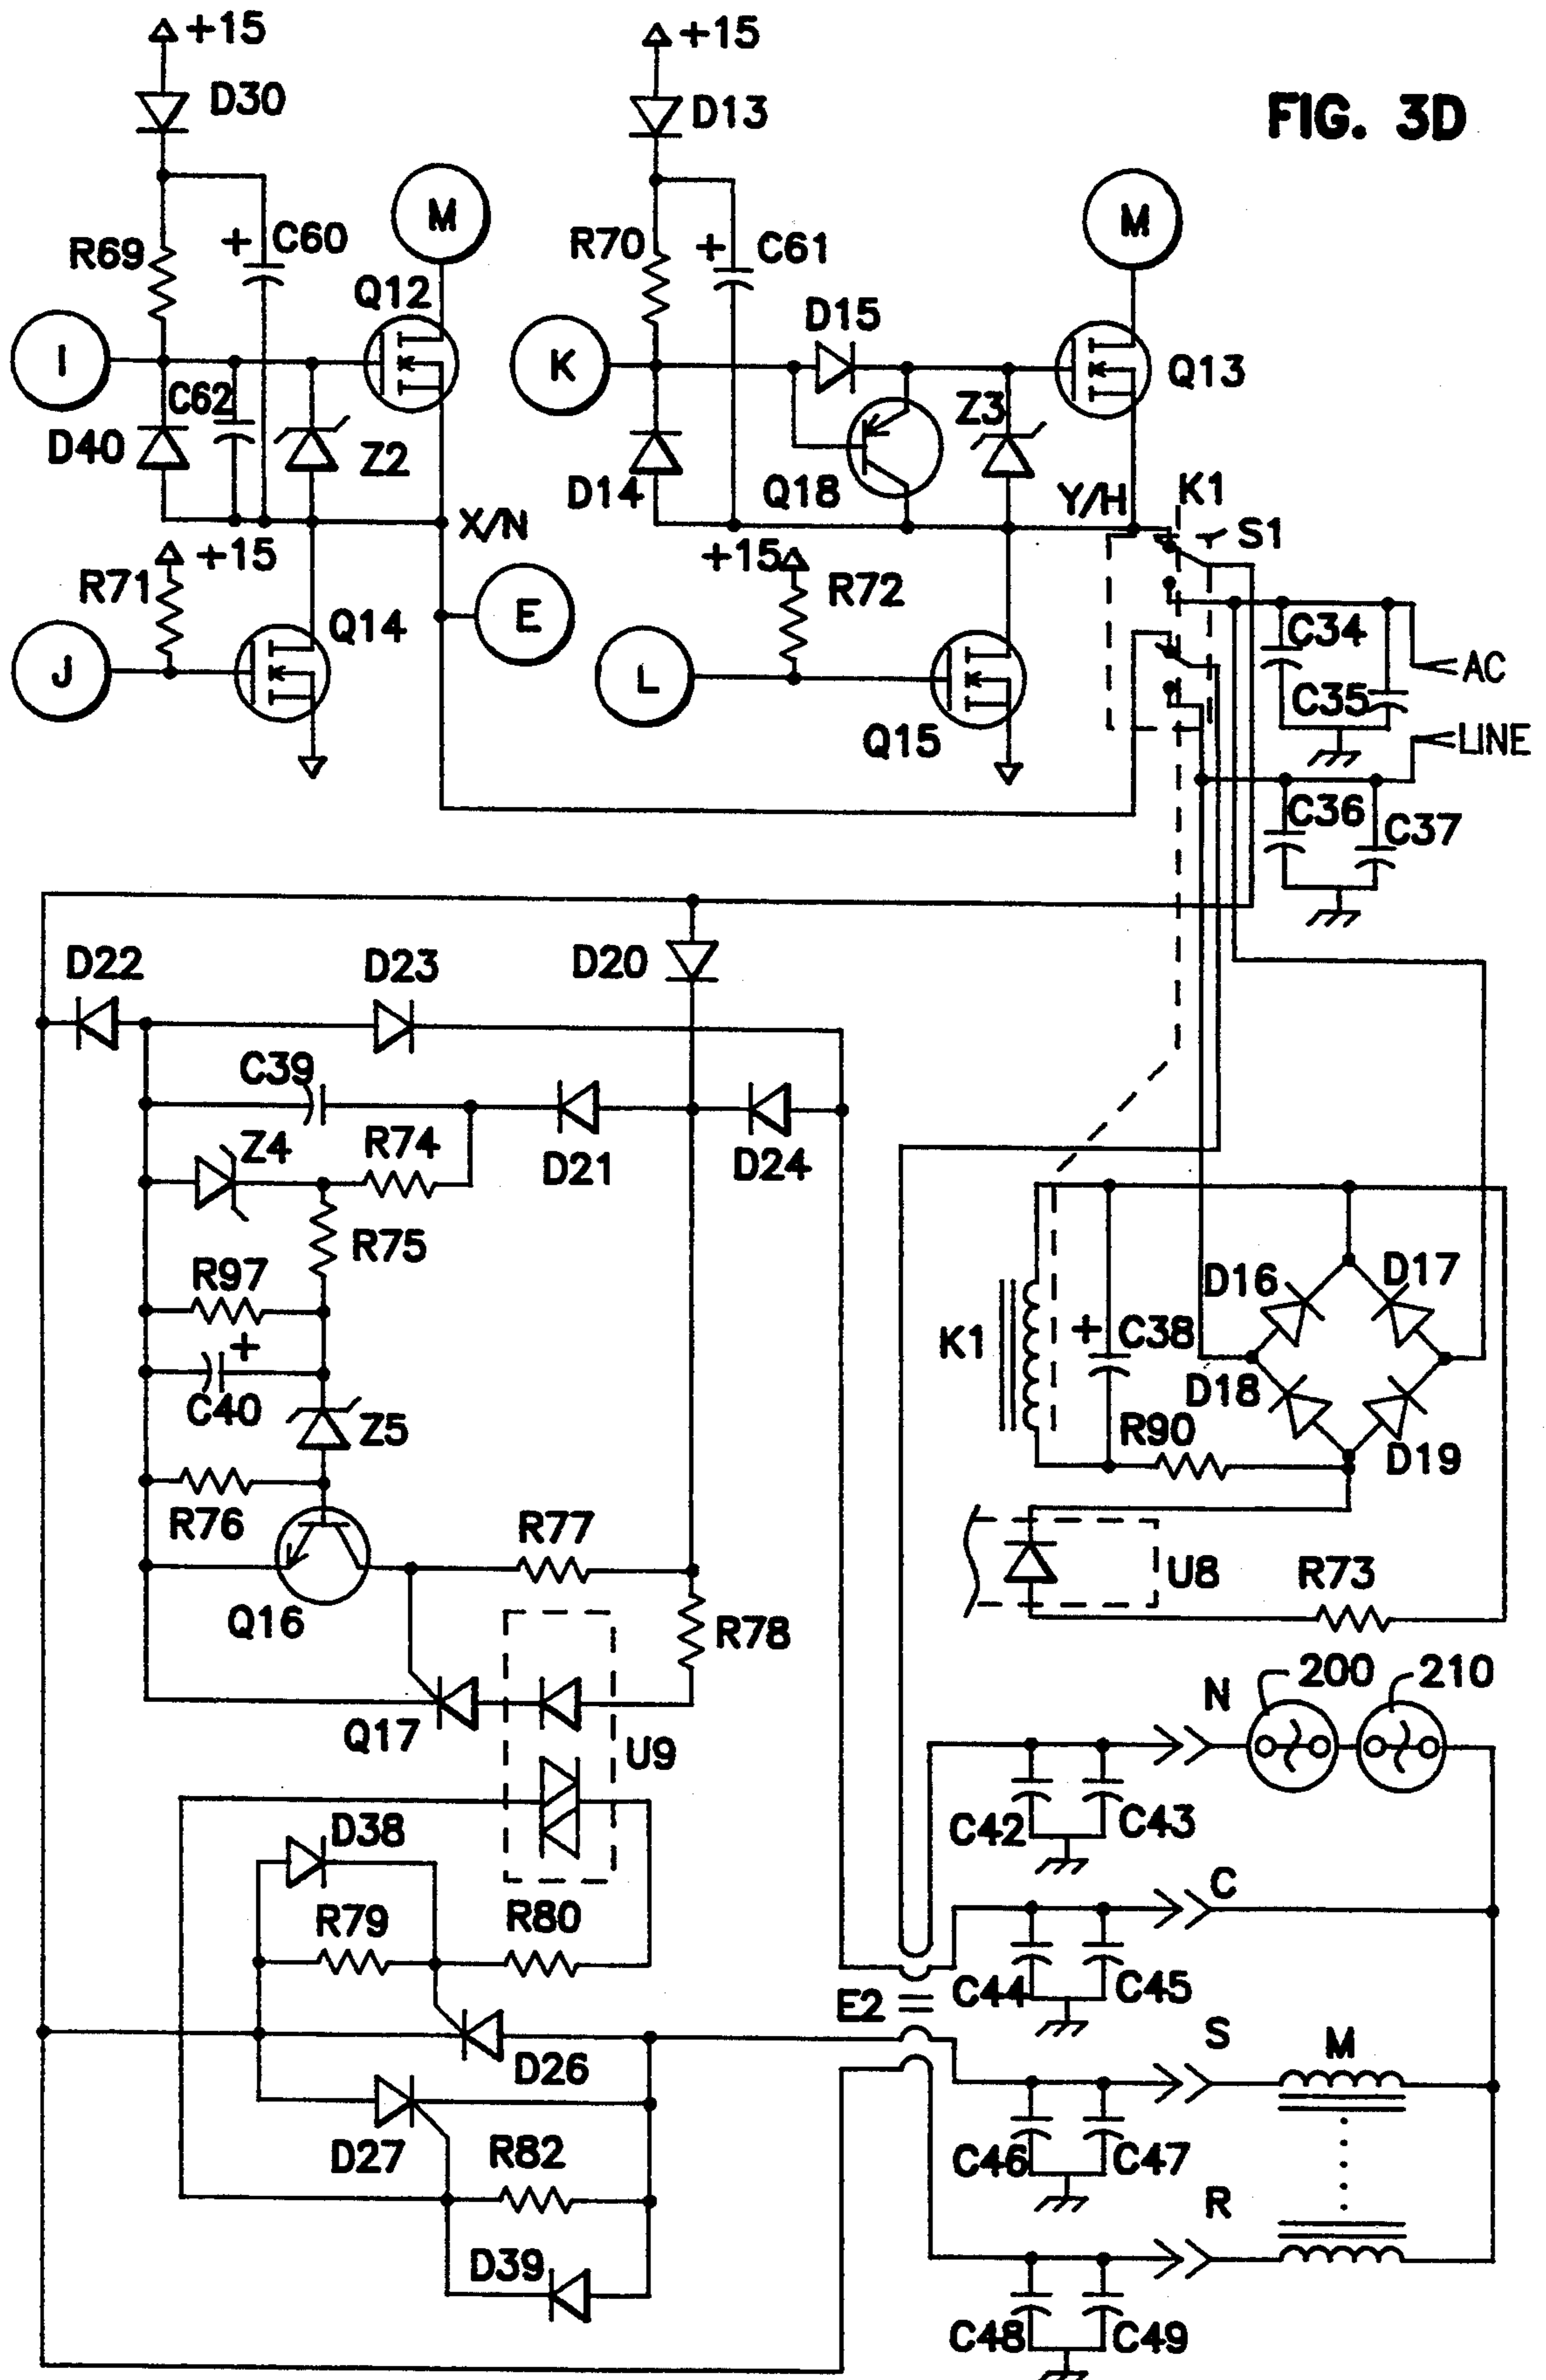 +15
+15
D30
D13
FIG. 3D
M
M
R69
+
C60
R70
+
C61
Q12
D15
I
K
Q13
C62
Z3
D40
Z2
D14
Q18
Y/H
K1
X/N
S1
+15
+15
R71
R72
E
C34
Q14
AC
J
L
C35
Q15
LINE
C36
C37
D22
D23
D20
C39
Z4
R74
D21
D24
R75
R97
D16
D17
+
K1
+
C38
C40
D18
Z5
R90
D19
R76
R77
U8
R73
Q16
R78
200
210
N
Q17
U9
D38
C42
C43
C
R79
R80
E2
C44
C45
S
M
D26
D27
R82
C46
C47
R
D39
C48
C49